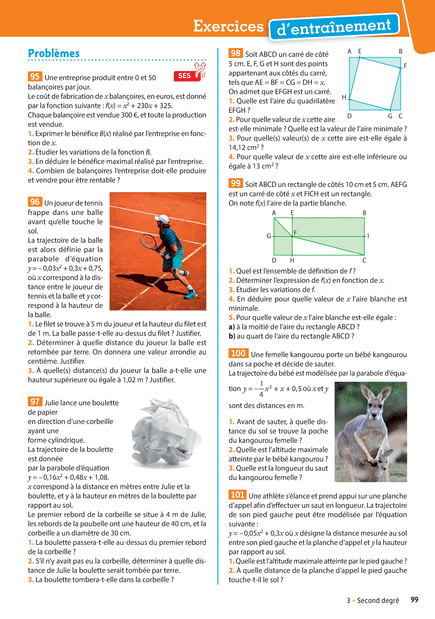 Exercices d'entraînement
Problèmes
95 Une entreprise produit entre 0 et 50
balançoires par jour.
SES
Le coût de fabrication de x balançoires, en euros, est donné
par la fonction suivante : f(x) = x² + 230x + 325.
Chaque balançoire est vendue 300 €, et toute la production
est vendue.
1. Exprimer le bénéfice B(x) réalisé par l'entreprise en fonc-
tion de x.
2. Étudier les variations de la fonction B.
3. En déduire le bénéfice maximal réalisé par l'entreprise.
4. Combien de balançoires l'entreprise doit-elle produire
et vendre pour être rentable ?
96 Un joueur de tennis
frappe dans une balle
avant qu'elle touche le
sol.
La trajectoire de la balle
est alors définie par la
parabole d'équation
y = – 0,03x² + 0,3x + 0,75,
où x correspond à la dis-
tance entre le joueur de
tennis et la balle et y cor-
respond à la hauteur de
la balle.
1. Le filet se trouve à 5 m du joueur et la hauteur du filet est
de 1 m. La balle passe-t-elle au-dessus du filet ? Justifier.
2. Déterminer à quelle distance du joueur la balle est
retombée par terre. On donnera une valeur arrondie au
centième. Justifier.
3. À quelle(s) distance(s) du joueur la balle a-t-elle une
hauteur supérieure ou égale à 1,02 m ? Justifier.
97 Julie lance une boulette
de papier
en direction d'une corbeille
ayant une
forme cylindrique.
La trajectoire de la boulette
est donnée
par la parabole d'équation
y = – 0,16x² + 0,48x + 1,08.
x correspond à la distance en mètres entre Julie et la
boulette, et y à la hauteur en mètres de la boulette par
rapport au sol.
Le premier rebord de la corbeille se situe à 4 m de Julie,
les rebords de la poubelle ont une hauteur de 40 cm, et la
corbeille a un diamètre de 30 cm.
1. La boulette passera-t-elle au-dessus du premier rebord
de la corbeille ?
2. S'il n'y avait pas eu la corbeille, déterminer à quelle dis-
tance de Julie la boulette serait tombée par terre.
3. La boulette tombera-t-elle dans la corbeille ?
98 Soit ABCD un carré de côté
5 cm. E, F, G et H sont des points
appartenant aux côtés du carré,
tels que AE = BF = CG = DH = x.
On admet que EFGH est un carré.
1. Quelle est l'aire du quadrilatère
EFGH ?
A E B
F
H
D G C
2. Pour quelle valeur de x cette aire
est-elle minimale ? Quelle est la valeur de l'aire minimale ?
3. Pour quelle(s) valeur(s) de x cette aire est-elle égale à
14,12 cm² ?
4. Pour quelle valeur de x cette aire est-elle inférieure ou
égale à 13 cm² ?
99 Soit ABCD un rectangle de côtés 10 cm et 5 cm. AEFG
est un carré de côté x et FICH est un rectangle.
On note f(x) l'aire de la partie blanche.
A E B
G F I
D H C
1. Quel est l'ensemble de définition de f ?
2. Déterminer l'expression de f(x) en fonction de x.
3. Étudier les variations de f.
4. En déduire pour quelle valeur de x l'aire blanche est
minimale.
5. Pour quelle valeur de x l'aire blanche est-elle égale :
a) à la moitié de l'aire du rectangle ABCD ?
b) au quart de l'aire du rectangle ABCD ?
100 Une femelle kangourou porte un bébé kangourou
dans sa poche et décide de sauter.
La trajectoire du bébé est modélisée par la parabole d'équa-
tion y = –1/4 x² + x + 0,5 où x et y
sont des distances en m.
1. Avant de sauter, à quelle dis-
tance du sol se trouve la poche
du kangourou femelle ?
2. Quelle est l'altitude maximale
atteinte par le bébé kangourou ?
3. Quelle est la longueur du saut
du kangourou femelle ?
101 Une athlète s'élance et prend appui sur une planche
d'appel afin d'effectuer un saut en longueur. La trajectoire
de son pied gauche peut être modélisée par l'équation
suivante :
y = – 0,05x² + 0,3x où x désigne la distance mesurée au sol
entre son pied gauche et la planche d'appel et y la hauteur
par rapport au sol.
1. Quelle est l'altitude maximale atteinte par le pied gauche ?
2. À quelle distance de la planche d'appel le pied gauche
touche-t-il le sol ?
3 • Second degré 99